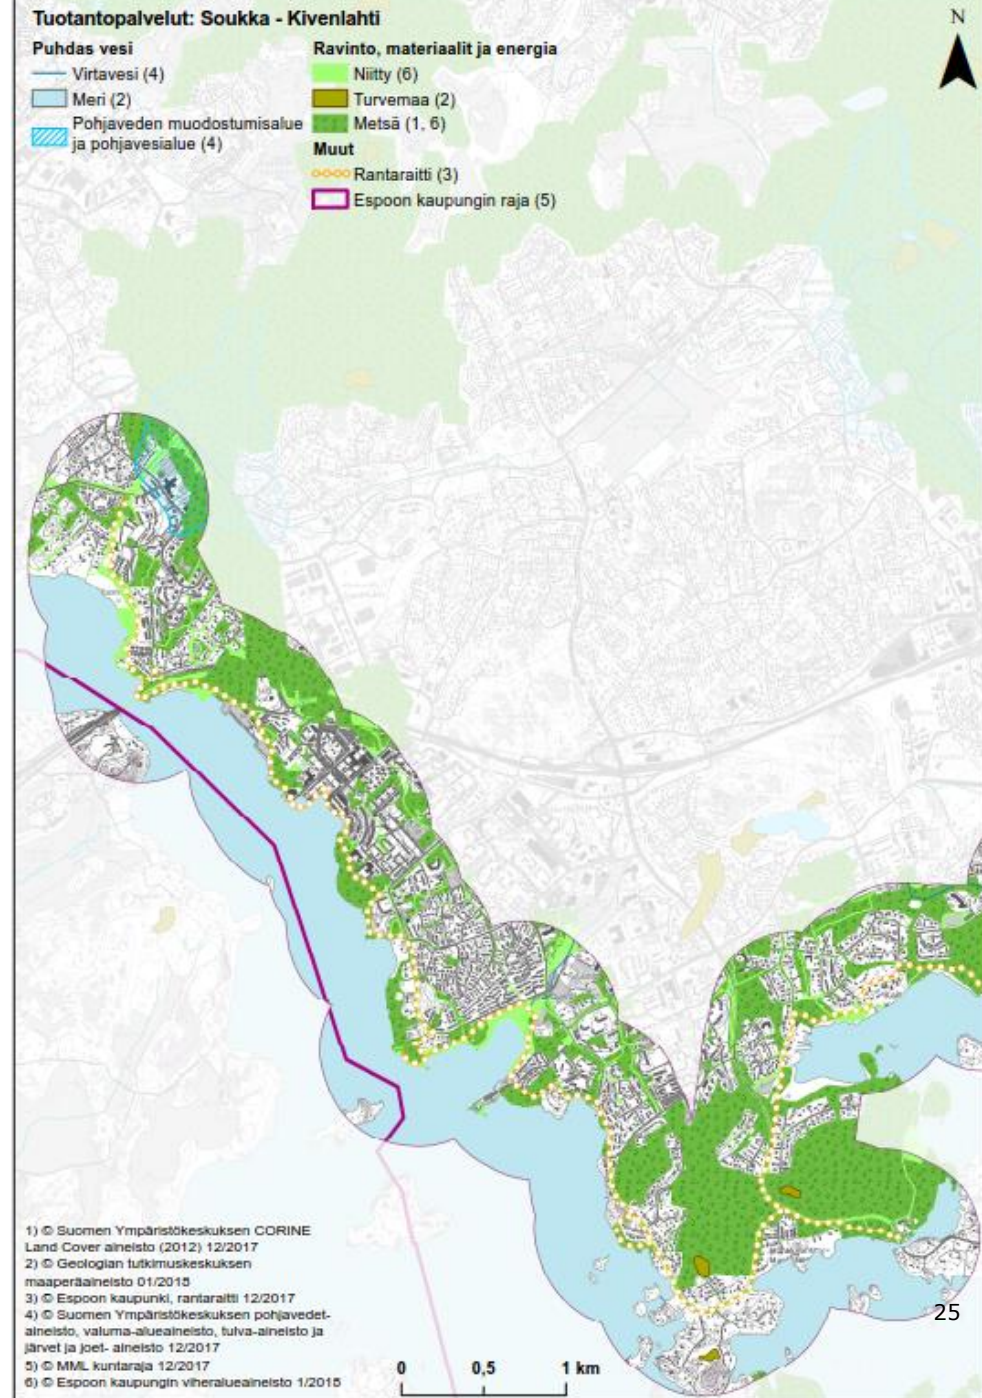 Tuotantopalvelut: Soukka - Kivenlahti
Puhdas vesi
Virtavesi (4)
Meri (2)
Pohjaveden muodostumisalue
ja pohjavesialue (4)
Ravinto, materiaalit ja energia
Niitty (6)
Turvemaa (2)
Metsä (1, 6)
Muut
Rantaraitti (3)
Espoon kaupungin raja (5)
N
1) © Suomen Ympäristökeskuksen CORINE
Land Cover aineisto (2012) 12/2017
2) © Geologian tutkimuskeskuksen
maaperäaineisto 01/2018
3) © Espoon kaupunki, rantaraitti 12/2017
4) © Suomen Ympäristökeskuksen pohjavedet-
aineisto, valuma-alueaineisto, tulva-aineisto ja
järvet ja joet- aineisto 12/2017
5) © MML kuntaraja 12/2017
6) © Espoon kaupungin viheralueaineisto 1/2018
0 0,5 1 km
25